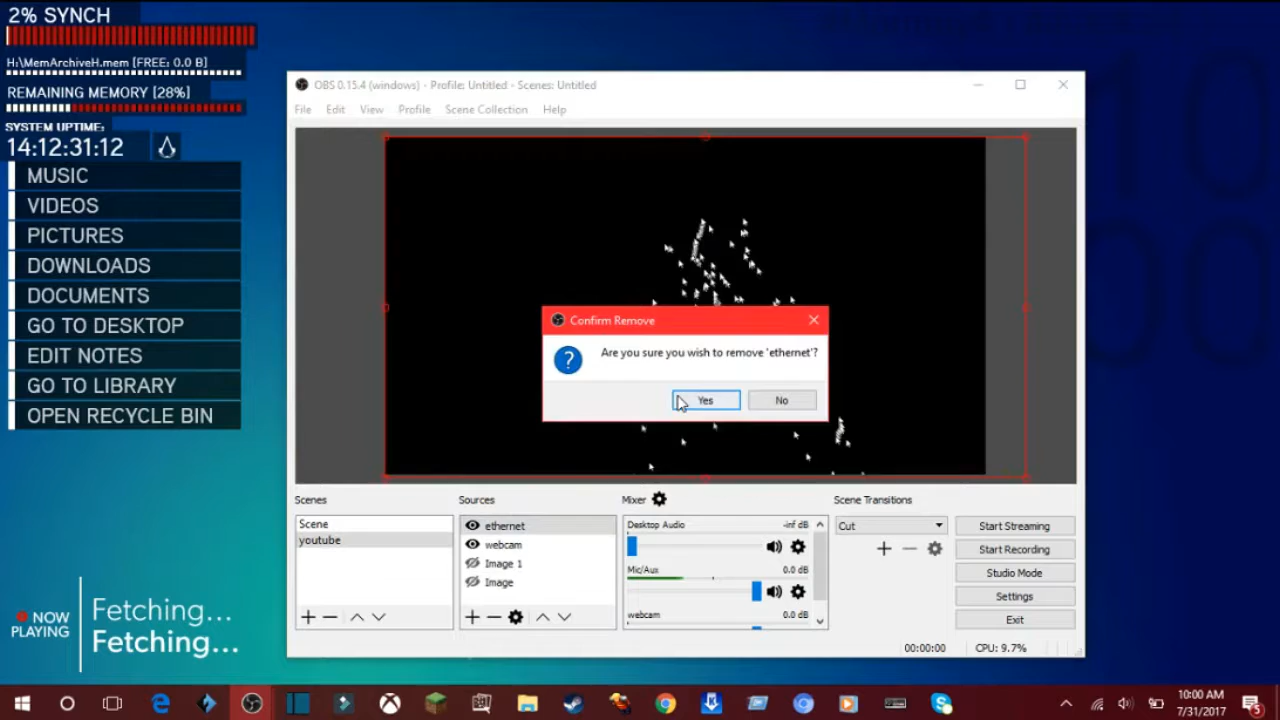 2% SYNCH
H:\MemArchiveH.mem [FREE: 0.0 B]
REMAINING MEMORY [28%]
SYSTEM UPTIME:
14:12:31:12
MUSIC
VIDEOS
PICTURES
DOWNLOADS
DOCUMENTS
GO TO DESKTOP
EDIT NOTES
GO TO LIBRARY
OPEN RECYCLE BIN
NOW PLAYING
Fetching...
Fetching...
OBS 0.15.4 (windows) - Profile: Untitled - Scenes: Untitled
File Edit View Profile Scene Collection Help
Confirm Remove
Are you sure you wish to remove 'ethernet'?
Yes No
Scenes
Scene
youtube
Sources
ethernet
webcam
Image 1
Image
Mixer
Desktop Audio -inf dB
Mic/Aux 0.0 dB
webcam 0.0 dB
Scene Transitions
Cut
Start Streaming
Start Recording
Studio Mode
Settings
Exit
00:00:00 CPU: 9.7%
10:00 AM
7/31/2017
5